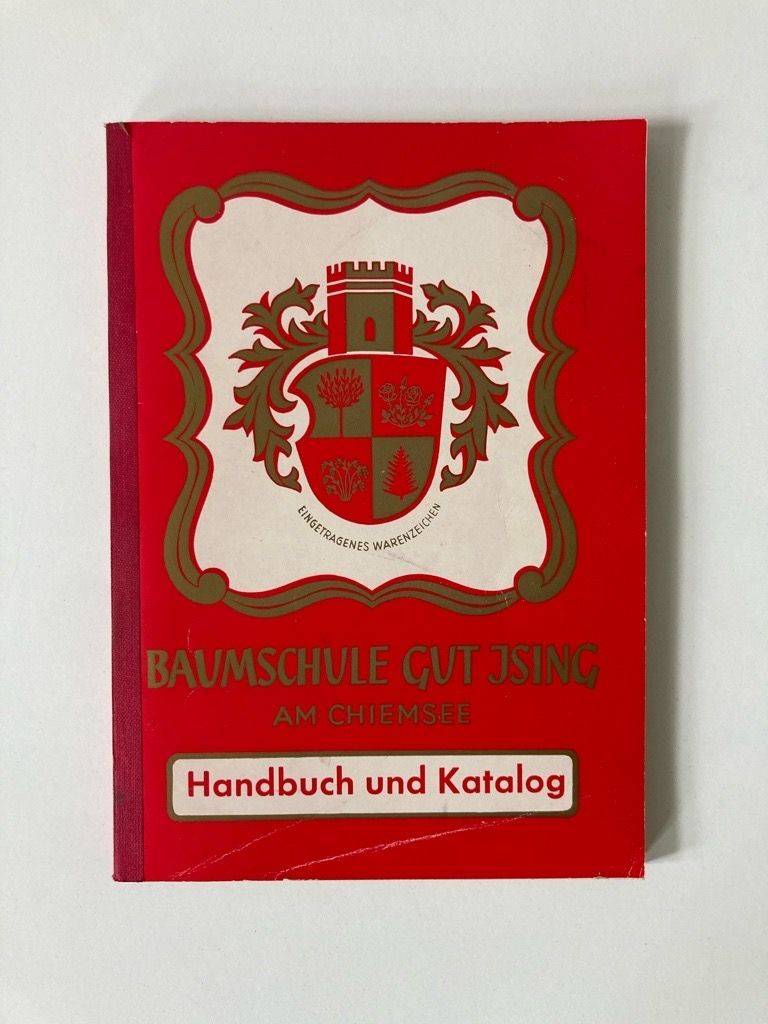 EINGETRAGENES WARENZEICHEN
BAUMSCHULE GUT JSING
AM CHIEMSEE
Handbuch und Katalog